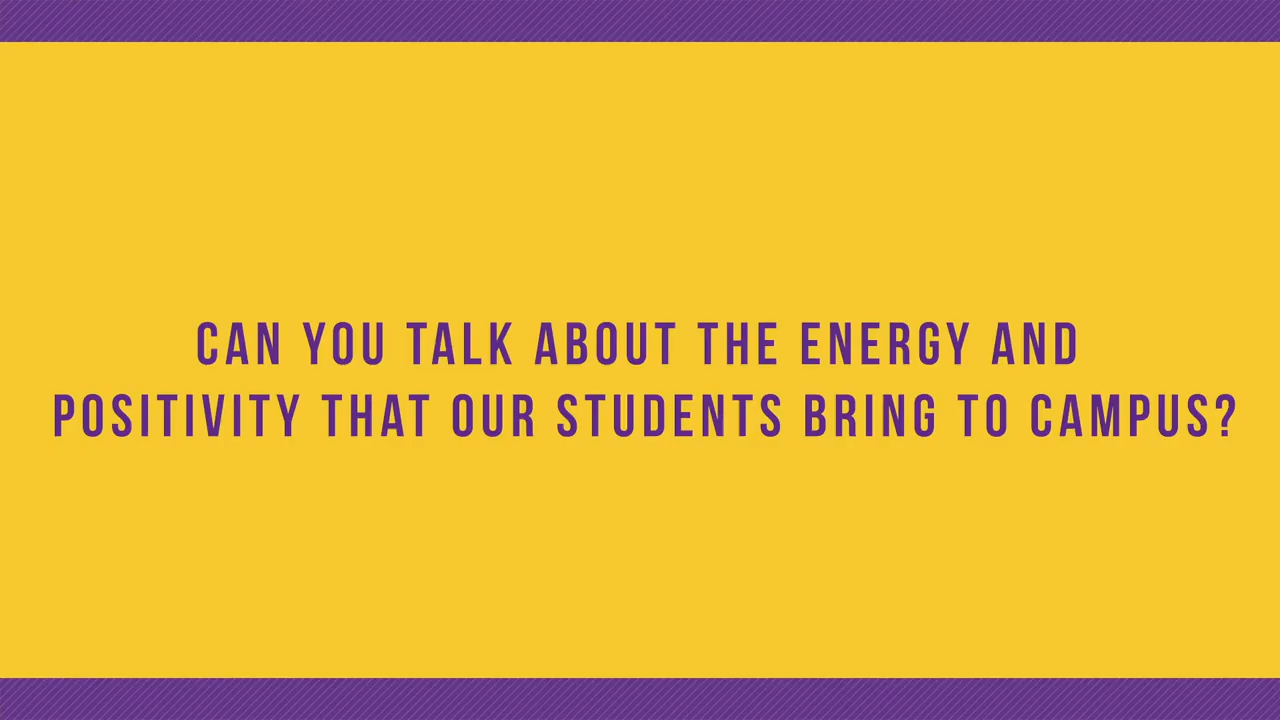 CAN YOU TALK ABOUT THE ENERGY AND
POSITIVITY THAT OUR STUDENTS BRING TO CAMPUS?